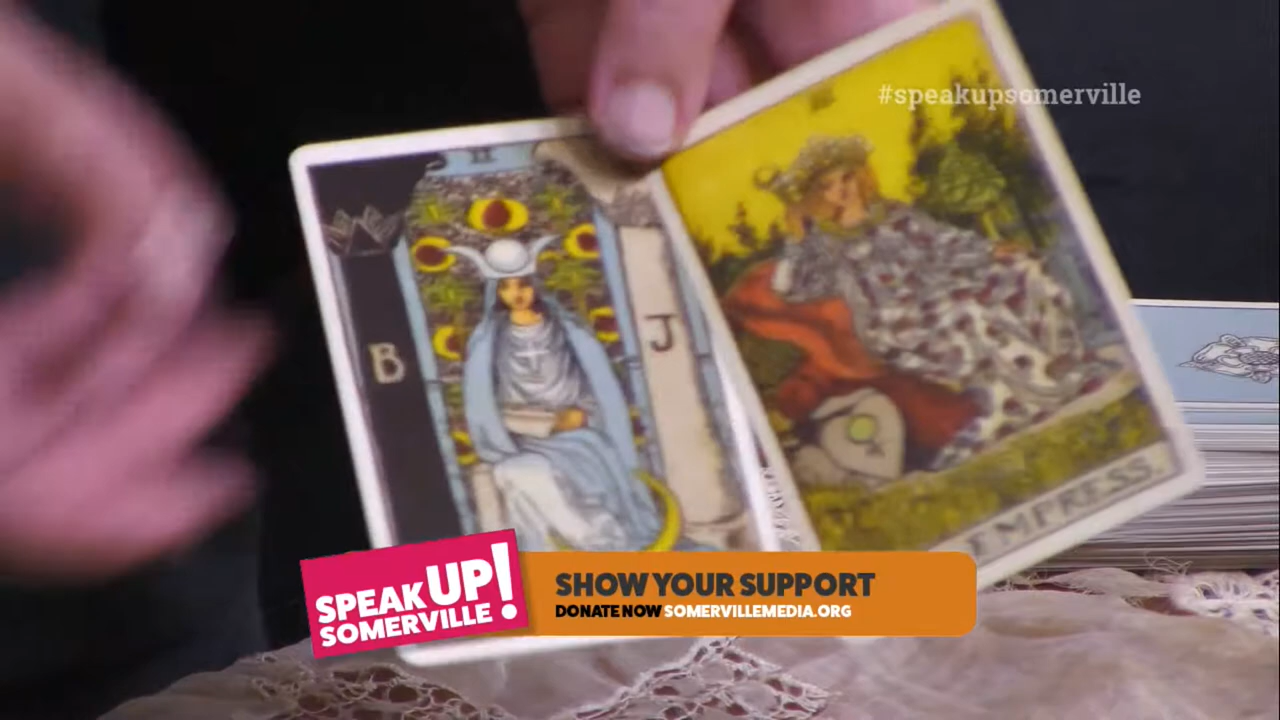 #speakupsomerville
II
B
J
EMPRESS.
SPEAK UP!
SOMERVILLE
SHOW YOUR SUPPORT
DONATE NOW SOMERVILLEMEDIA.ORG